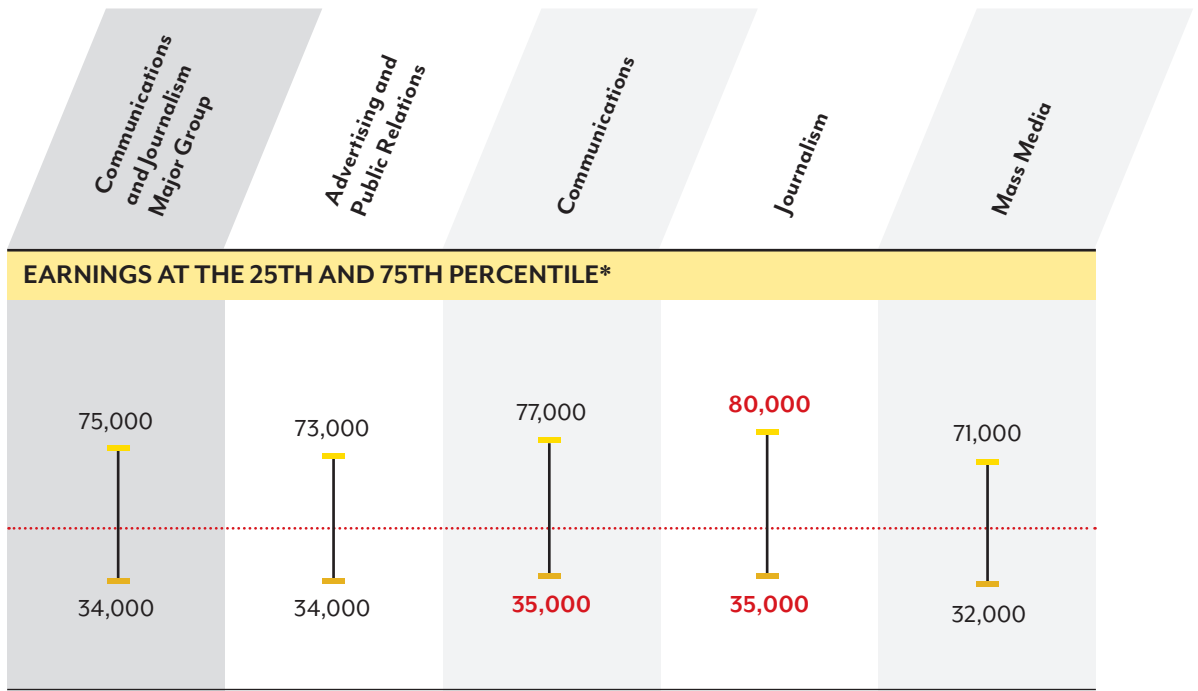 Communications
and Journalism
Major Group
Advertising and
Public Relations
Communications
Journalism
Mass Media
EARNINGS AT THE 25TH AND 75TH PERCENTILE*
75,000
73,000
77,000
80,000
71,000
34,000
34,000
35,000
35,000
32,000